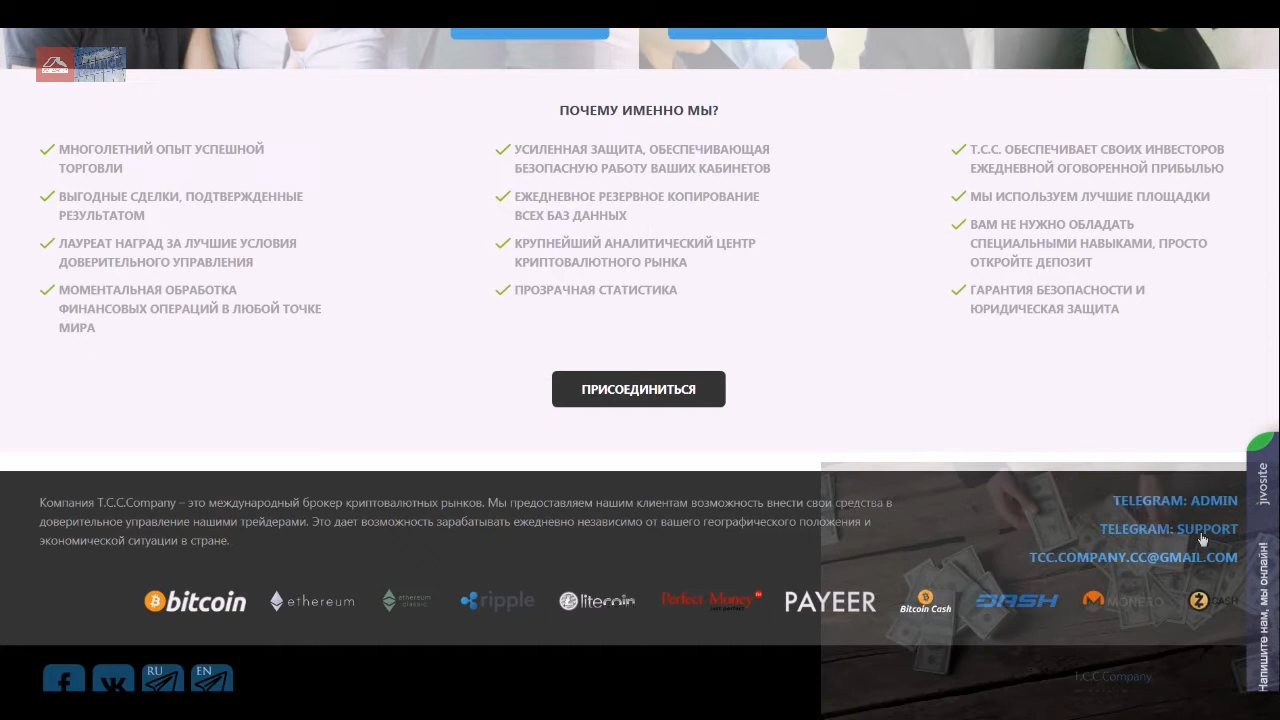 ПОЧЕМУ ИМЕННО МЫ?
МНОГОЛЕТНИЙ ОПЫТ УСПЕШНОЙ
ТОРГОВЛИ
ВЫГОДНЫЕ СДЕЛКИ, ПОДТВЕРЖДЕННЫЕ
РЕЗУЛЬТАТОМ
ЛАУРЕАТ НАГРАД ЗА ЛУЧШИЕ УСЛОВИЯ
ДОВЕРИТЕЛЬНОГО УПРАВЛЕНИЯ
МОМЕНТАЛЬНАЯ ОБРАБОТКА
ФИНАНСОВЫХ ОПЕРАЦИЙ В ЛЮБОЙ ТОЧКЕ
МИРА
УСИЛЕННАЯ ЗАЩИТА, ОБЕСПЕЧИВАЮЩАЯ
БЕЗОПАСНУЮ РАБОТУ ВАШИХ КАБИНЕТОВ
ЕЖЕДНЕВНОЕ РЕЗЕРВНОЕ КОПИРОВАНИЕ
ВСЕХ БАЗ ДАННЫХ
КРУПНЕЙШИЙ АНАЛИТИЧЕСКИЙ ЦЕНТР
КРИПТОВАЛЮТНОГО РЫНКА
ПРОЗРАЧНАЯ СТАТИСТИКА
Т.С.С. ОБЕСПЕЧИВАЕТ СВОИХ ИНВЕСТОРОВ
ЕЖЕДНЕВНОЙ ОГОВОРЕННОЙ ПРИБЫЛЬЮ
МЫ ИСПОЛЬЗУЕМ ЛУЧШИЕ ПЛОЩАДКИ
ВАМ НЕ НУЖНО ОБЛАДАТЬ
СПЕЦИАЛЬНЫМИ НАВЫКАМИ, ПРОСТО
ОТКРОЙТЕ ДЕПОЗИТ
ГАРАНТИЯ БЕЗОПАСНОСТИ И
ЮРИДИЧЕСКАЯ ЗАЩИТА
ПРИСОЕДИНИТЬСЯ
Компания T.C.C.Company – это международный брокер криптовалютных рынков. Мы предоставляем нашим клиентам возможность внести свои средства в
доверительное управление нашими трейдерами. Это дает возможность зарабатывать ежедневно независимо от вашего географического положения и
экономической ситуации в стране.
TELEGRAM: ADMIN
TELEGRAM: SUPPORT
TCC.COMPANY.CC@GMAIL.COM
bitcoin ethereum ethereum classic ripple litecoin Perfect Money PAYEER Bitcoin Cash DASH MONERO ZCASH
RU EN
T.C.C.Company
jivosite
Напишите нам, мы онлайн!